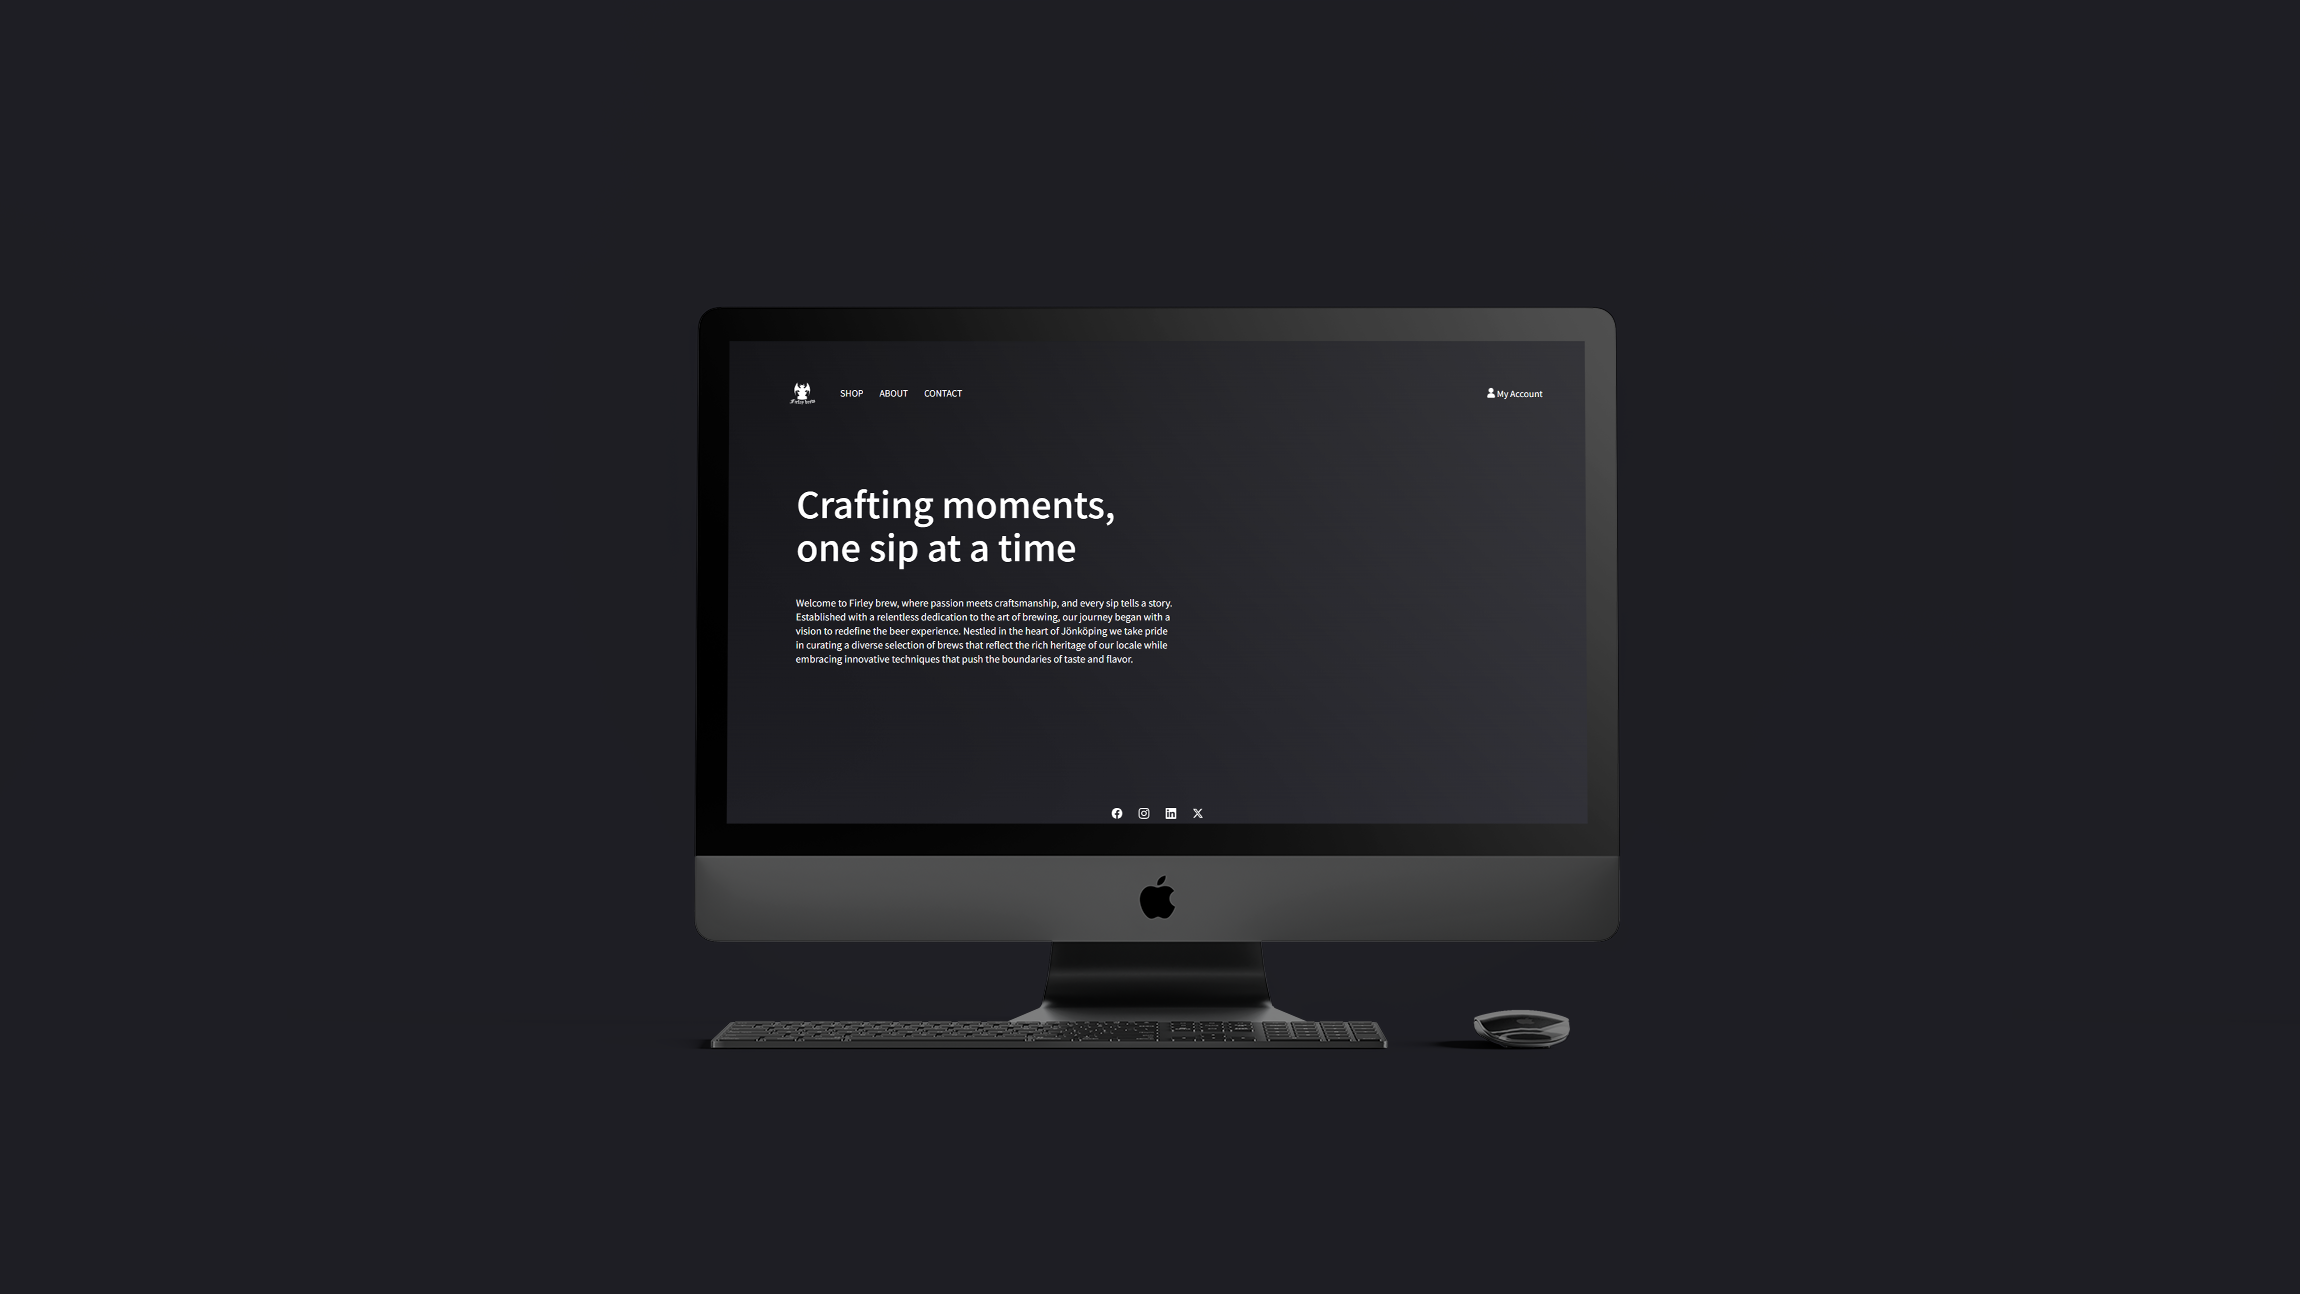 Firley brew
SHOP ABOUT CONTACT
My Account
Crafting moments,
one sip at a time
Welcome to Firley brew, where passion meets craftsmanship, and every sip tells a story.
Established with a relentless dedication to the art of brewing, our journey began with a
vision to redefine the beer experience. Nestled in the heart of Jönköping we take pride
in curating a diverse selection of brews that reflect the rich heritage of our locale while
embracing innovative techniques that push the boundaries of taste and flavor.